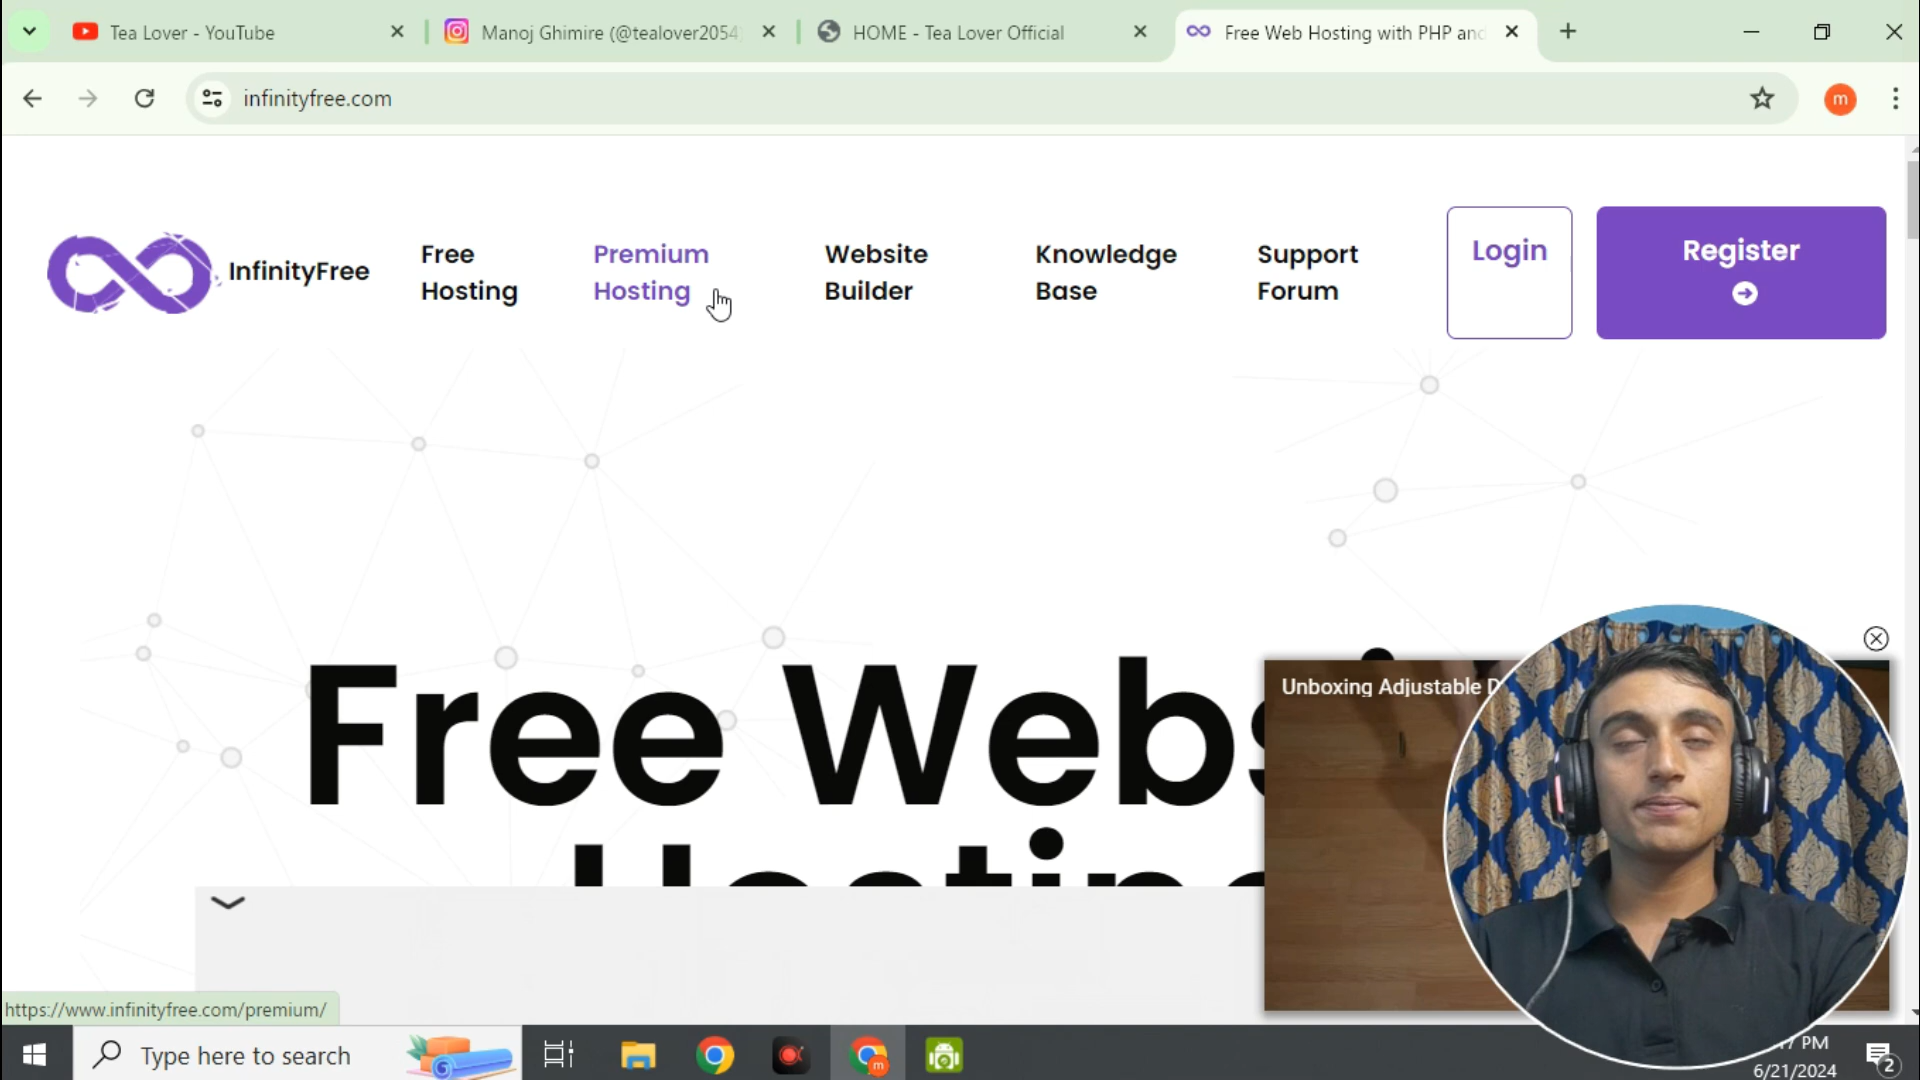 Tea Lover - YouTube
Manoj Ghimire (@tealover2054
HOME - Tea Lover Official
Free Web Hosting with PHP and
infinityfree.com
m
InfinityFree
Free
Hosting
Premium
Hosting
Website
Builder
Knowledge
Base
Support
Forum
Login
Register
Free Webs
Hosting
Unboxing Adjustable D
https://www.infinityfree.com/premium/
Type here to search
m
7 PM
6/21/2024
2